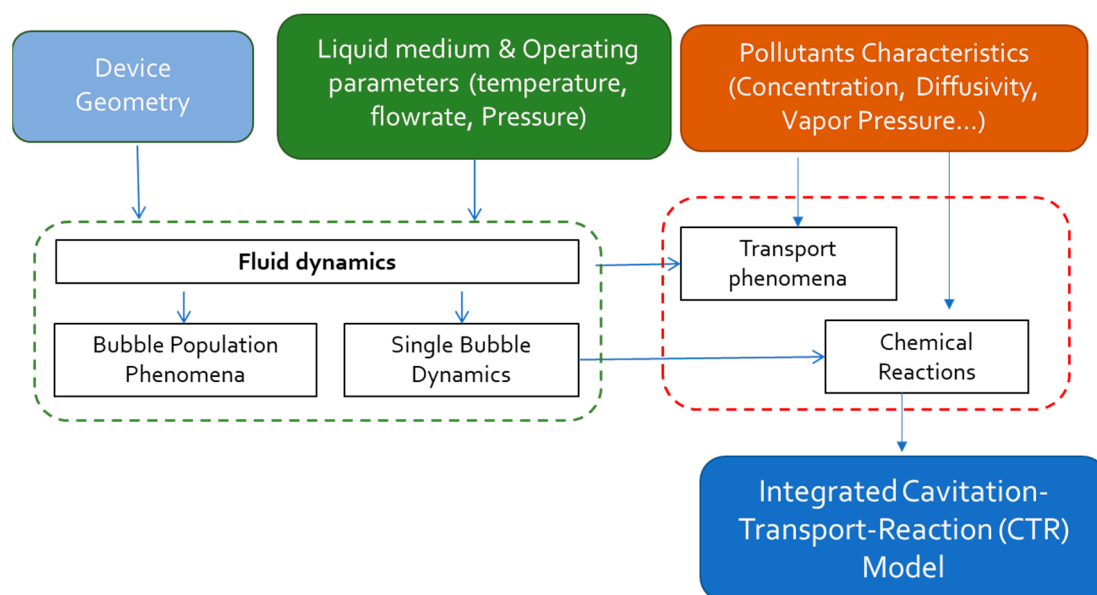 Device
Geometry
Liquid medium & Operating
parameters (temperature,
flowrate, Pressure)
Pollutants Characteristics
(Concentration, Diffusivity,
Vapor Pressure...)
Fluid dynamics
Transport
phenomena
Bubble Population
Phenomena
Single Bubble
Dynamics
Chemical
Reactions
Integrated Cavitation-
Transport-Reaction (CTR)
Model